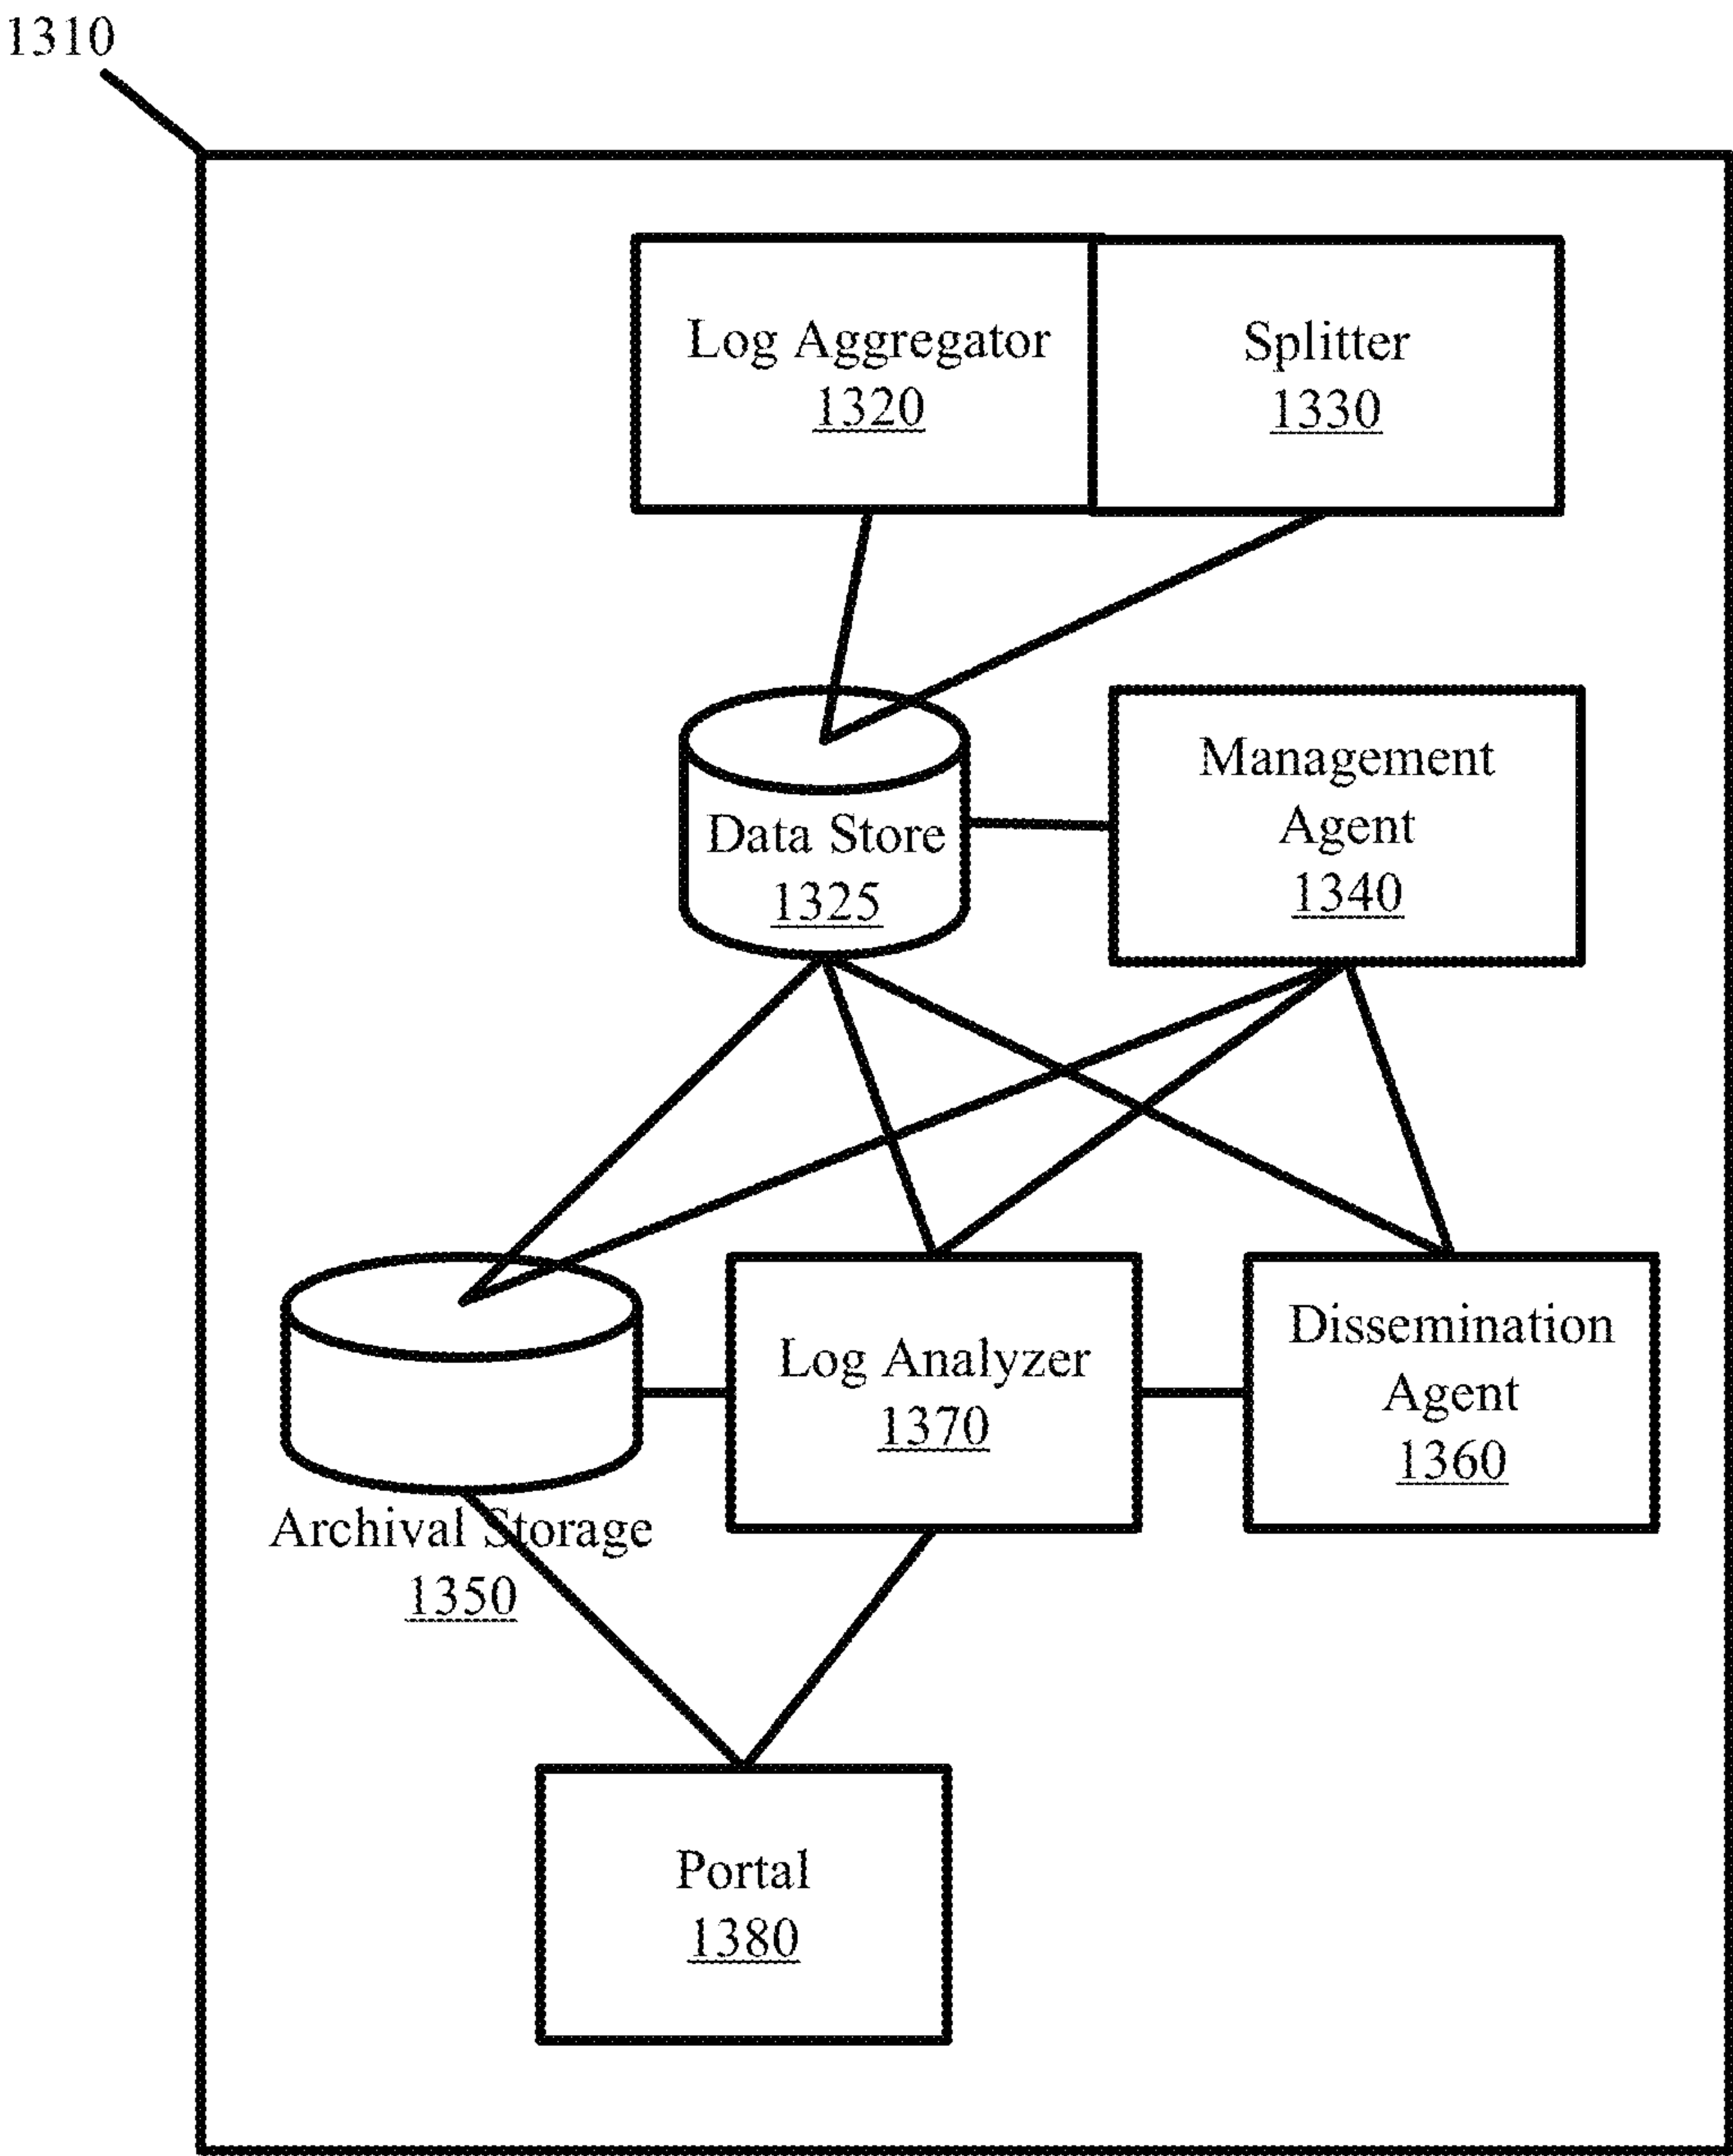 1310
Log Aggregator
1320
Splitter
1330
Data Store
1325
Management
Agent
1340
Archival Storage
1350
Log Analyzer
1370
Dissemination
Agent
1360
Portal
1380